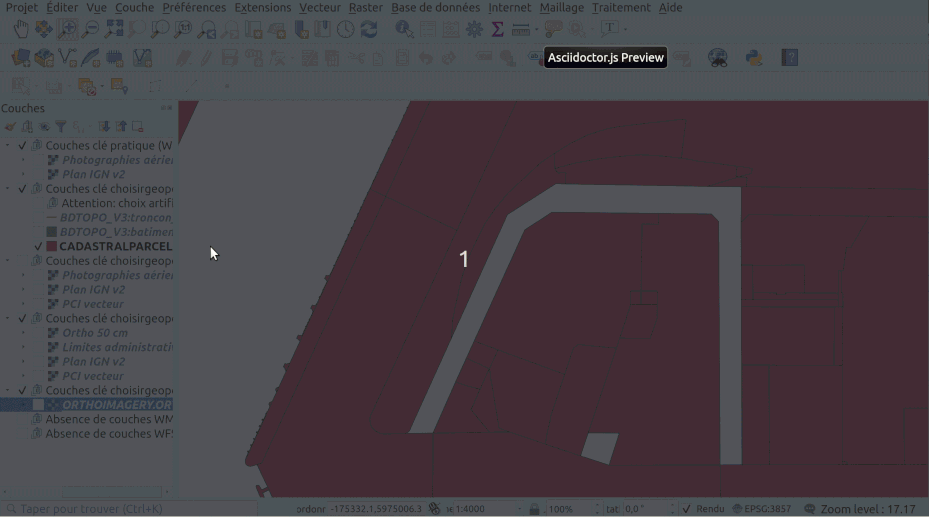 Projet Éditer Vue Couche Préférences Extensions Vecteur Raster Base de données Internet Maillage Traitement Aide
Asciidoctor.js Preview
Couches
Couches clé pratique (W
Photographies aérie
Plan IGN v2
Couches clé choisirgeop
Attention: choix artifi
BDTOPO_V3:troncon_
BDTOPO_V3:batimen
CADASTRALPARCEL
Couches clé choisirgeop
Photographies aérie
Plan IGN v2
PCI vecteur
Couches clé choisirgeop
Ortho 50 cm
Limites administrati
Plan IGN v2
PCI vecteur
Couches clé choisirgeop
ORTHOIMAGERY.OR
Absence de couches WM
Absence de couches WFS
1
Taper pour trouver (Ctrl+K) ordonr -175332.1,5975006.3 1:4000 100% tat 0,0 ° Rendu EPSG:3857 Zoom level : 17.17